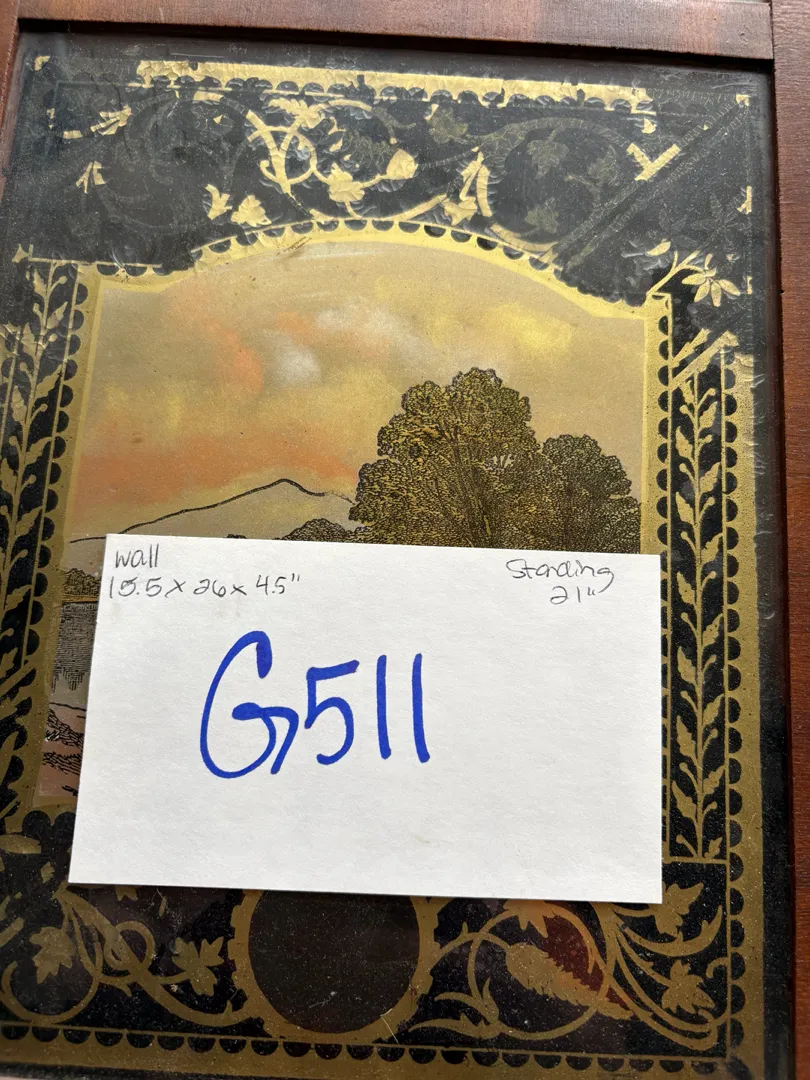 Wall
15.5 x 26 x 4.5"
Standing
21"
G511